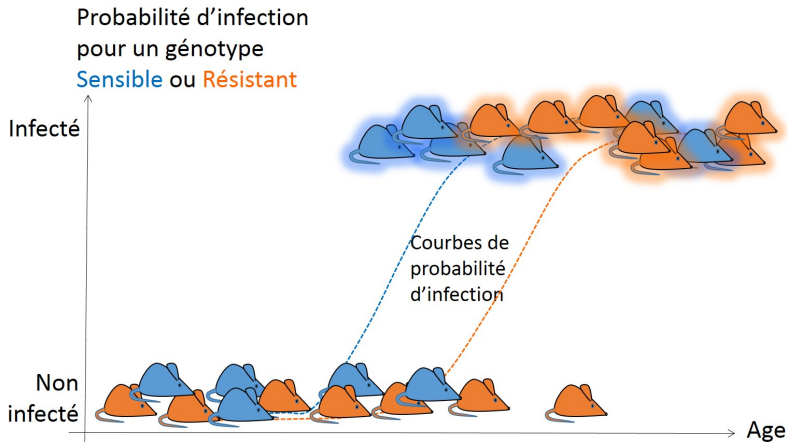 Probabilité d’infection
pour un génotype
Sensible ou Résistant
Infecté
Courbes de
probabilité
d’infection
Non
infecté
Age